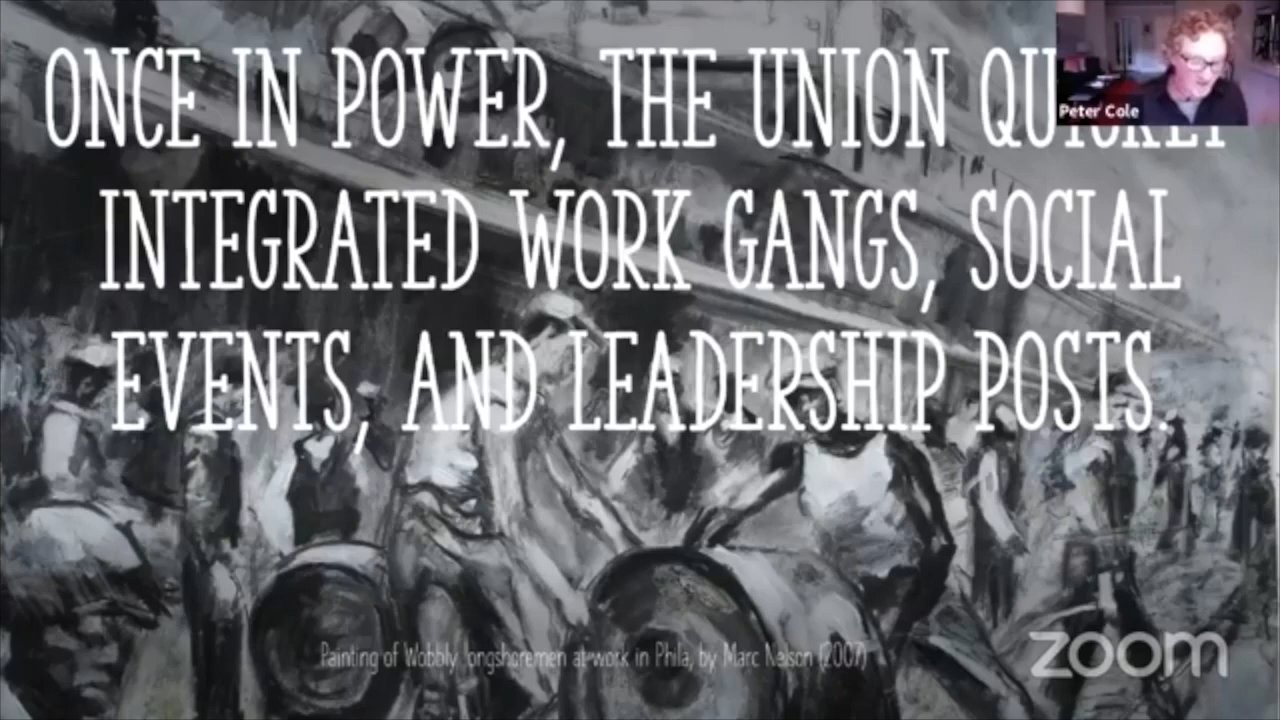 ONCE IN POWER, THE UNION QUICKLY
INTEGRATED WORK GANGS, SOCIAL
EVENTS, AND LEADERSHIP POSTS.
Peter Cole
Painting of Wobbly longshoremen at work in Phila, by Marc Nelson (2007)
zoom